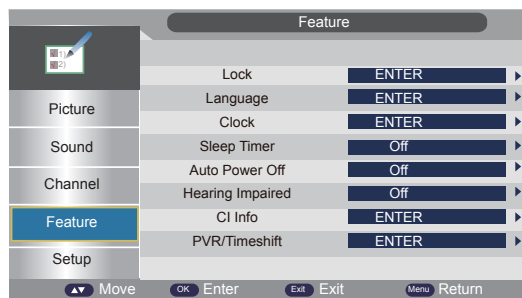 Feature
1)
2)
Lock ENTER
Language ENTER
Clock ENTER
Sleep Timer Off
Auto Power Off Off
Hearing Impaired Off
CI Info ENTER
PVR/Timeshift ENTER
Picture
Sound
Channel
Feature
Setup
Move OK Enter Exit Exit Menu Return